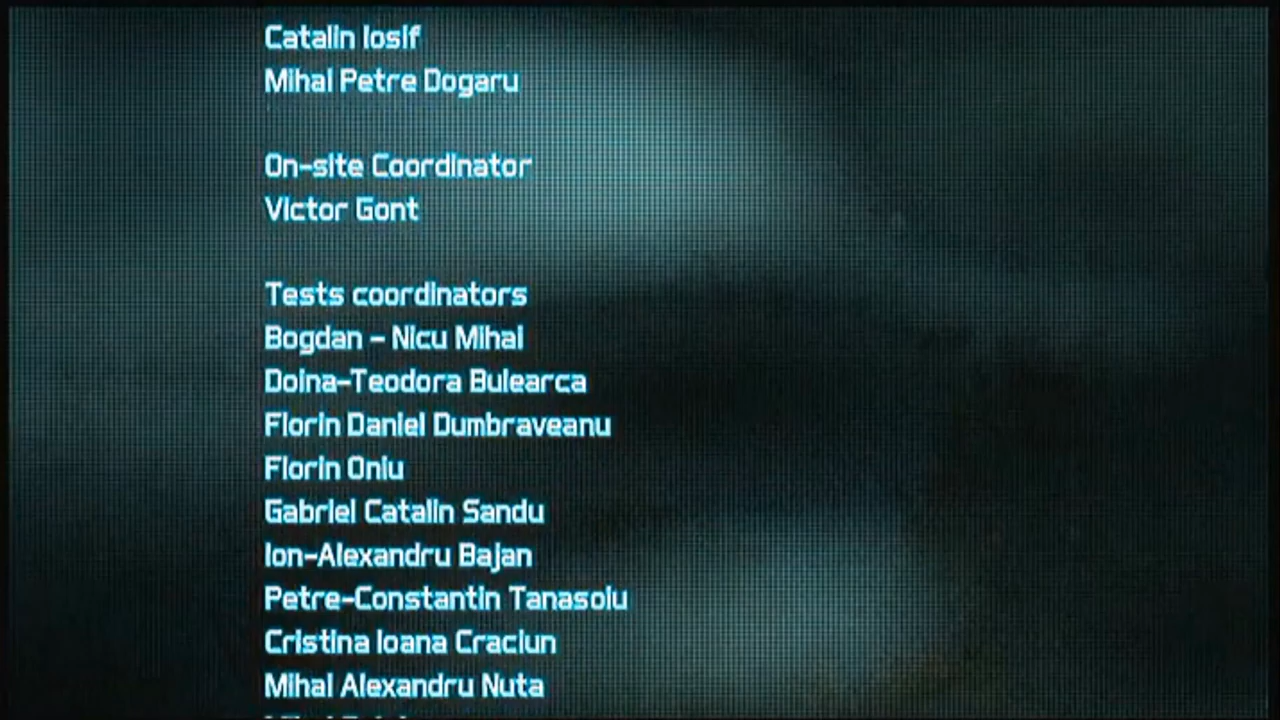 Catalin Iosif
Mihai Petre Dogaru
On-site Coordinator
Victor Gont
Tests coordinators
Bogdan - Nicu Mihai
Doina-Teodora Bulearca
Florin Daniel Dumbraveanu
Florin Oniu
Gabriel Catalin Sandu
Ion-Alexandru Bajan
Petre-Constantin Tanasoiu
Cristina Ioana Craciun
Mihai Alexandru Nuta